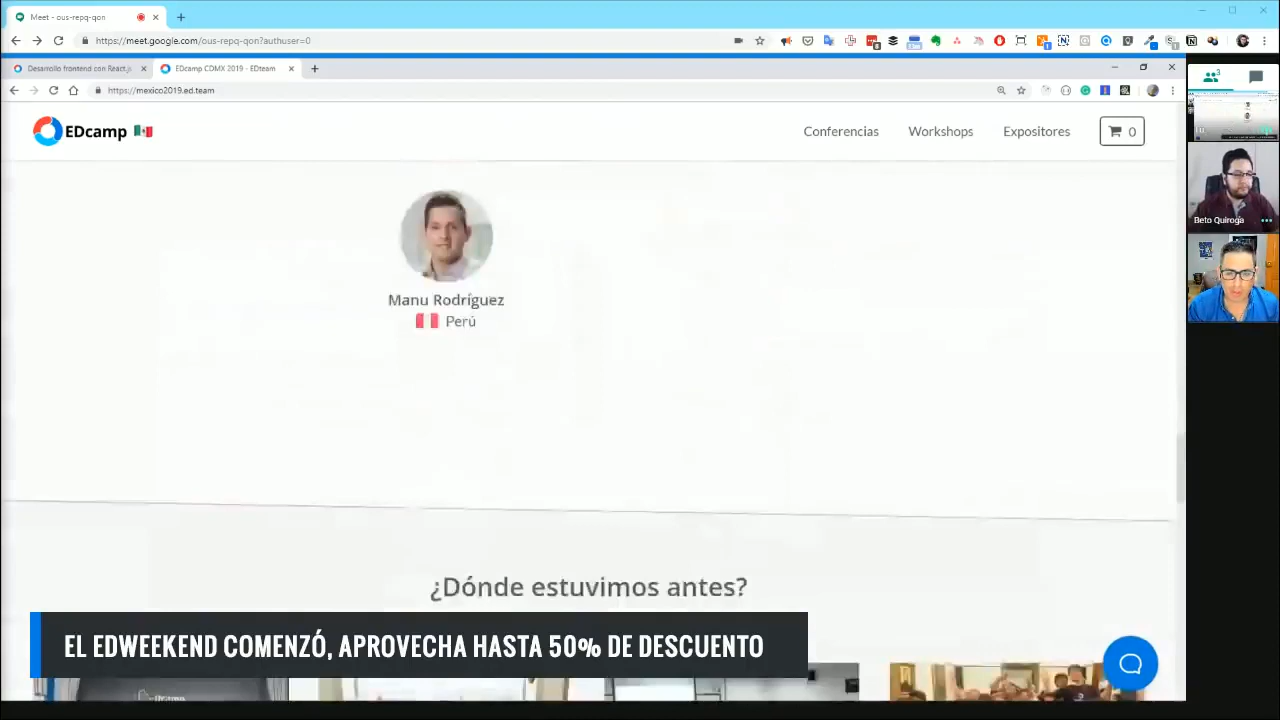 Meet - ous-repq-qon
https://meet.google.com/ous-repq-qon?authuser=0
Desarrollo frontend con React.js
EDcamp CDMX 2019 - EDteam
https://mexico2019.ed.team
3
EDcamp
Conferencias
Workshops
Expositores
0
Manu Rodríguez
Perú
Beto Quiroga
¿Dónde estuvimos antes?
EL EDWEEKEND COMENZÓ, APROVECHA HASTA 50% DE DESCUENTO